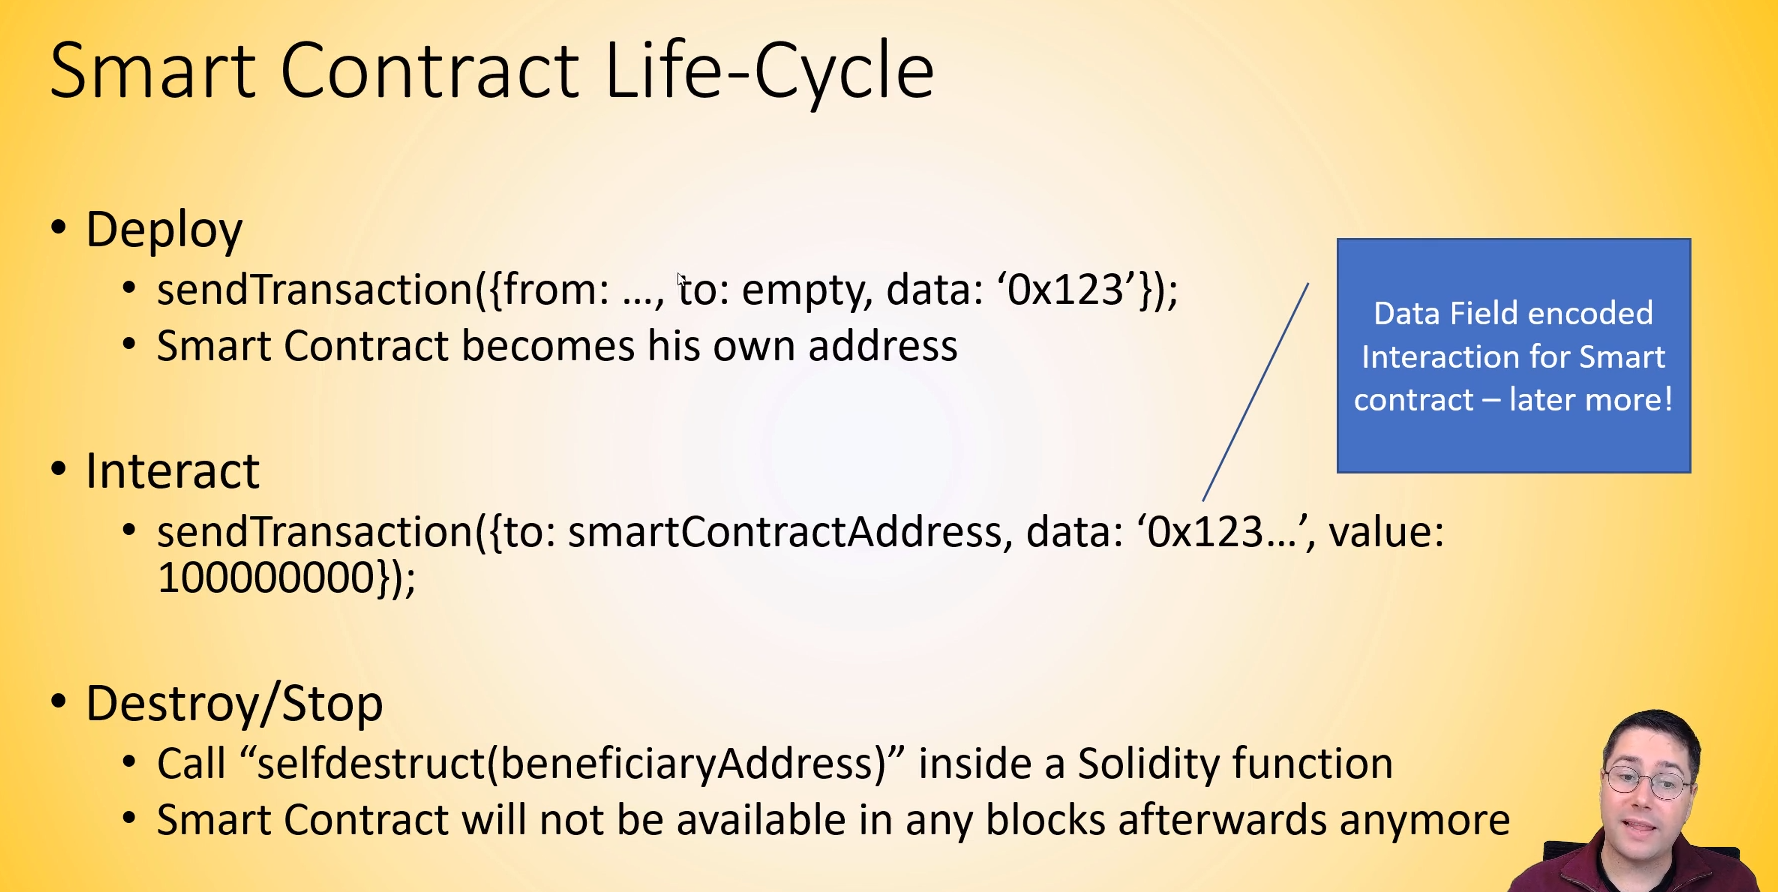 Smart Contract Life-Cycle
• Deploy
• sendTransaction({from: …, to: empty, data: ‘0x123’});
• Smart Contract becomes his own address
Data Field encoded
Interaction for Smart
contract – later more!
• Interact
• sendTransaction({to: smartContractAddress, data: ‘0x123…’, value:
100000000});
• Destroy/Stop
• Call “selfdestruct(beneficiaryAddress)” inside a Solidity function
• Smart Contract will not be available in any blocks afterwards anymore